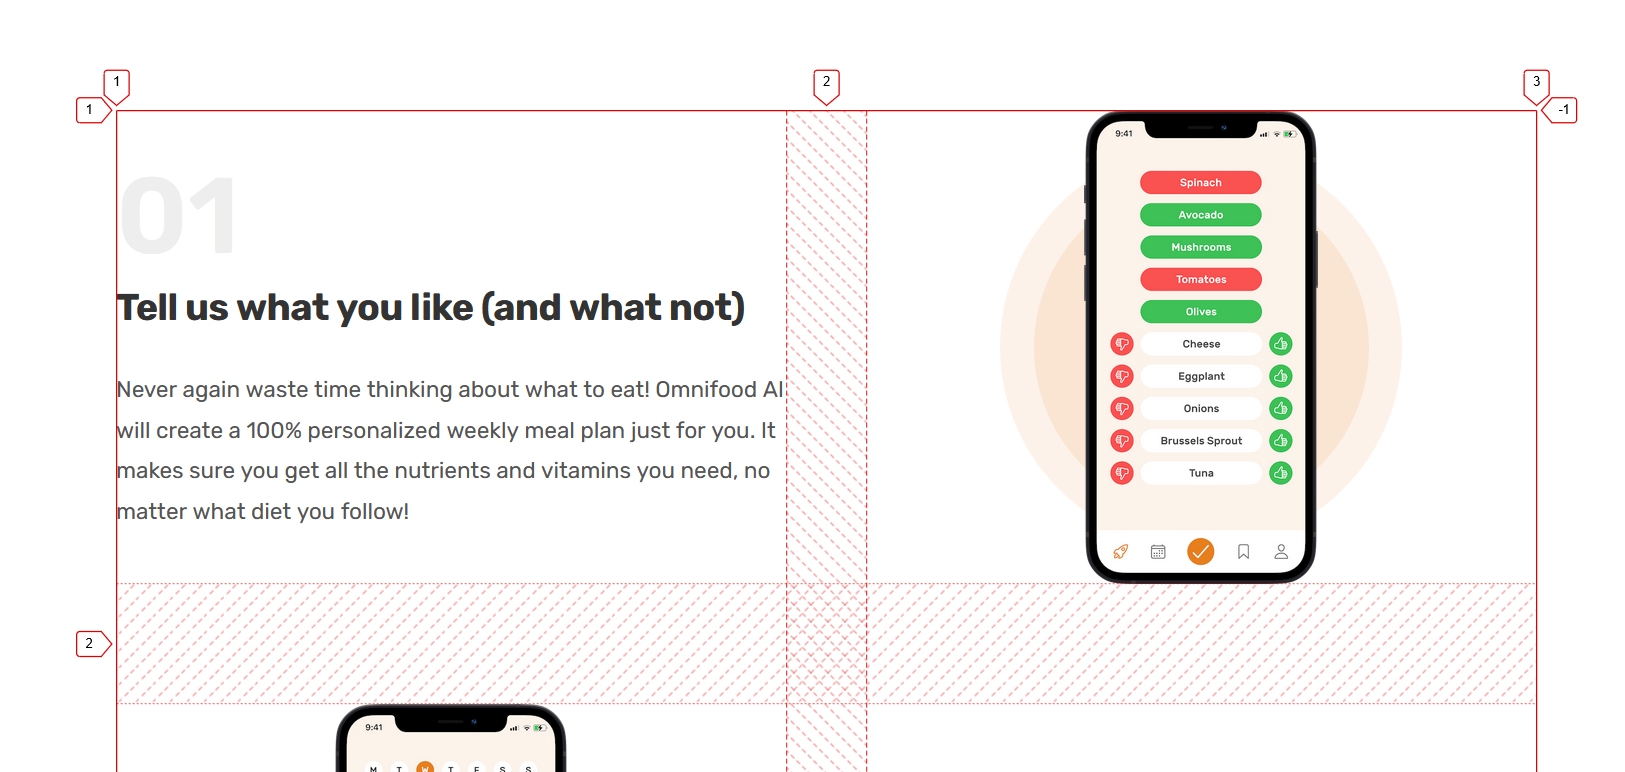 1
2
3
1
-1
01
Tell us what you like (and what not)
Never again waste time thinking about what to eat! Omnifood AI
will create a 100% personalized weekly meal plan just for you. It
makes sure you get all the nutrients and vitamins you need, no
matter what diet you follow!
9:41
Spinach
Avocado
Mushrooms
Tomatoes
Olives
Cheese
Eggplant
Onions
Brussels Sprout
Tuna
2
9:41
M T W T F S S